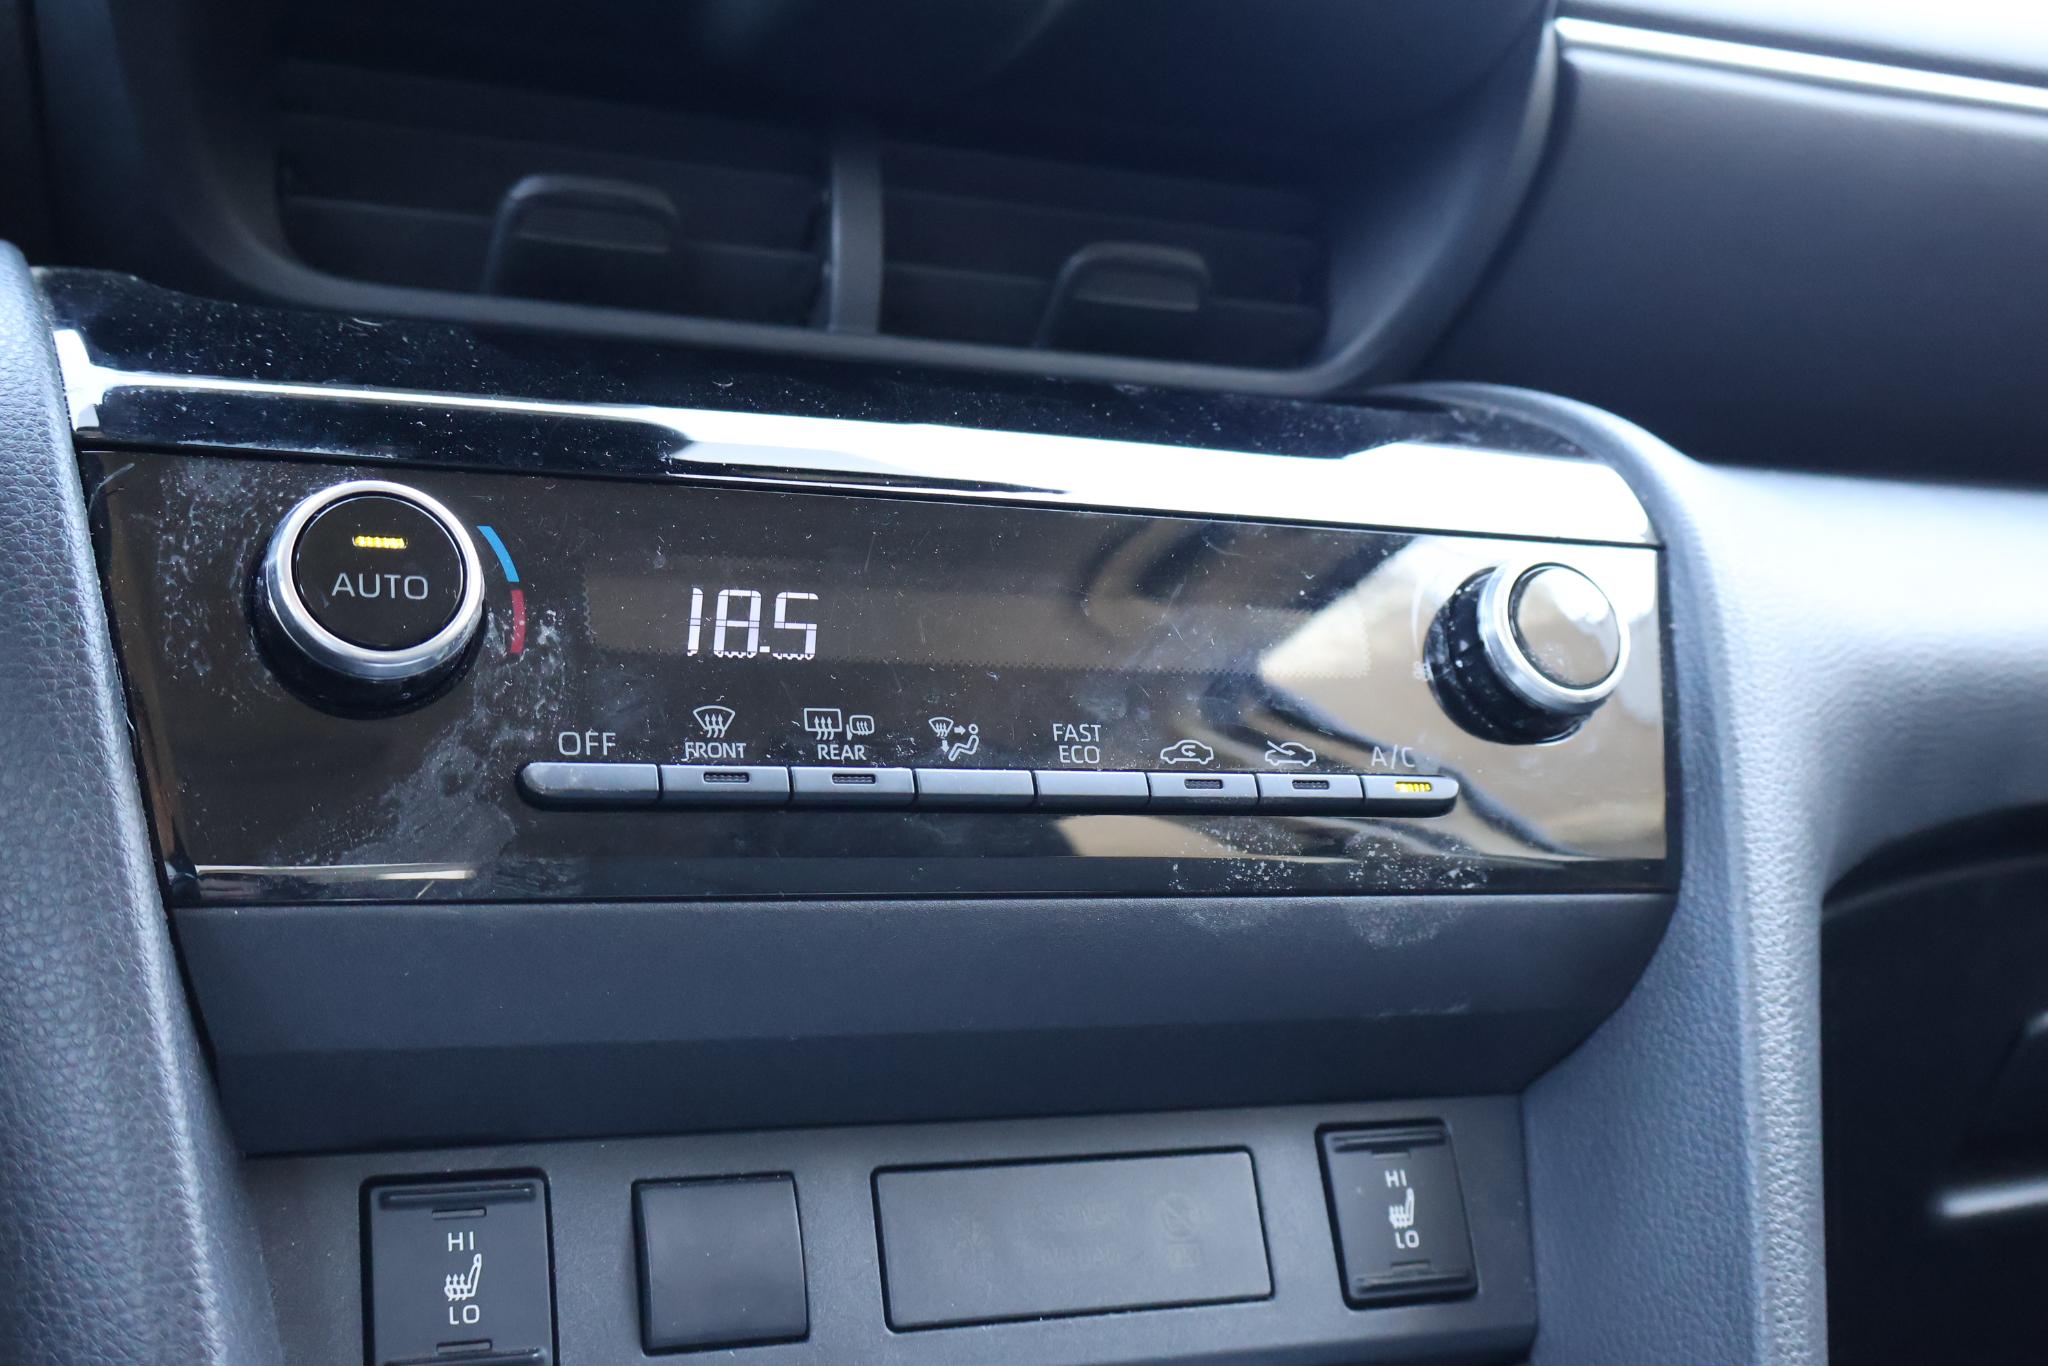 AUTO
18.5
OFF
FRONT
REAR
FAST
ECO
A/C
HI
LO
HI
LO